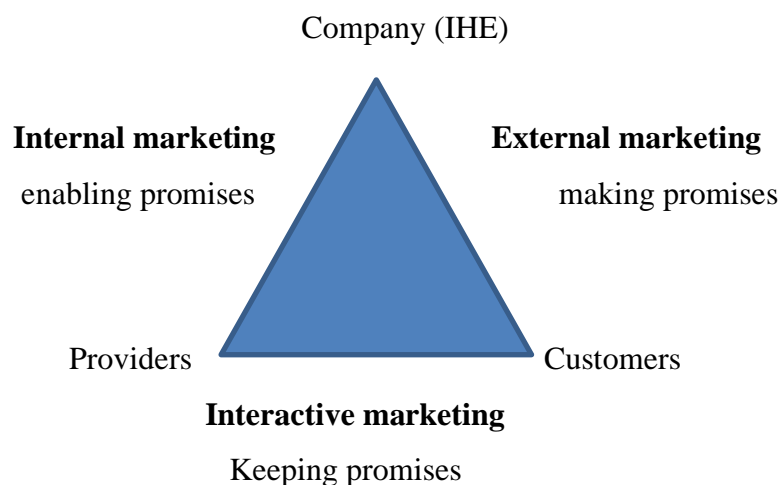 Company (IHE)
Internal marketing
enabling promises
External marketing
making promises
Providers
Customers
Interactive marketing
Keeping promises